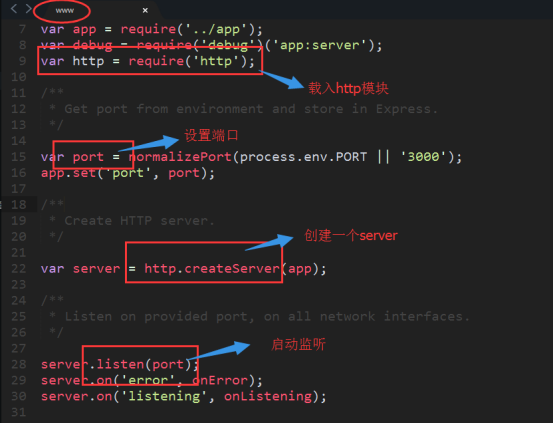 www ×
7 var app = require('../app');
8 var debug = require('debug')('app:server');
9 var http = require('http');
10 载入http模块
11 /**
12 * Get port from environment and store in Express.
13 */ 设置端口
14
15 var port = normalizePort(process.env.PORT || '3000');
16 app.set('port', port);
17
18 /**
19 * Create HTTP server.
20 */ 创建一个server
21
22 var server = http.createServer(app);
23
24 /**
25 * Listen on provided port, on all network interfaces.
26 */
27 启动监听
28 server.listen(port);
29 server.on('error', onError);
30 server.on('listening', onListening);
31